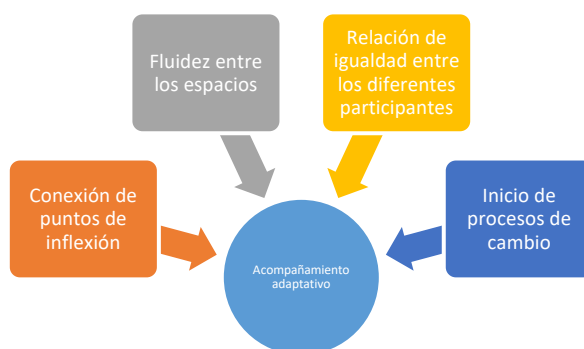 Fluidez entre
los espacios
Relación de
igualdad entre
los diferentes
participantes
Conexión de
puntos de
inflexión
Inicio de
procesos de
cambio
Acompañamiento
adaptativo